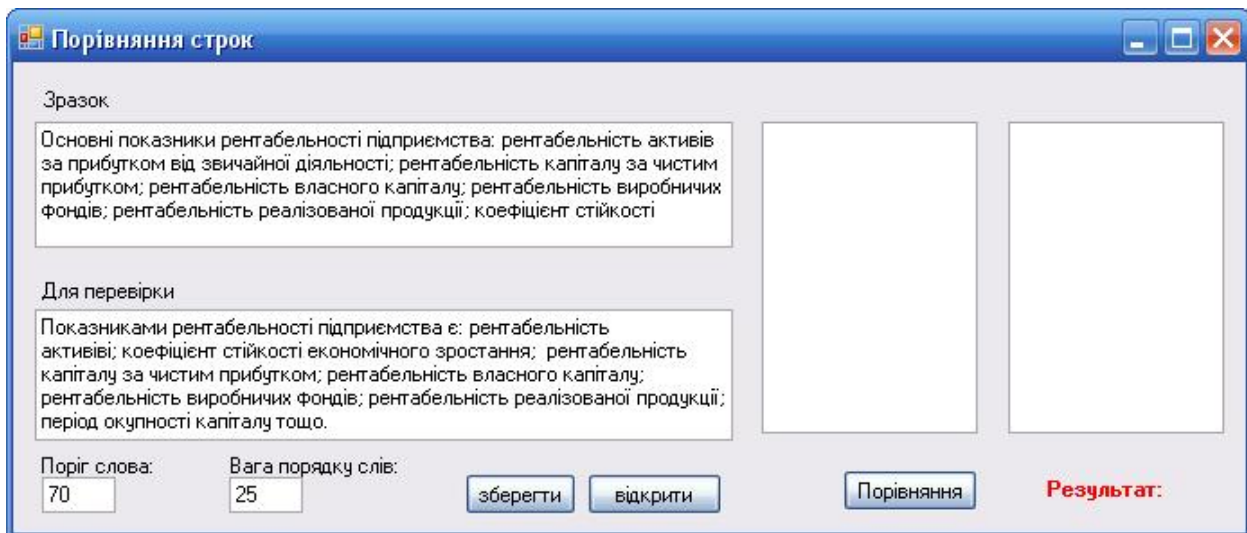 Порівняння строк
Зразок
Основні показники рентабельності підприємства: рентабельність активів
за прибутком від звичайної діяльності; рентабельність капіталу за чистим
прибутком; рентабельність власного капіталу; рентабельність виробничих
фондів; рентабельність реалізованої продукції; коефіцієнт стійкості
Для перевірки
Показниками рентабельності підприємства є: рентабельність
активіві; коефіцієнт стійкості економічного зростання;  рентабельність
капіталу за чистим прибутком; рентабельність власного капіталу;
рентабельність виробничих фондів; рентабельність реалізованої продукції;
період окупності капіталу тощо.
Поріг слова: Вага порядку слів:
70 25 зберегти відкрити Порівняння Результат: